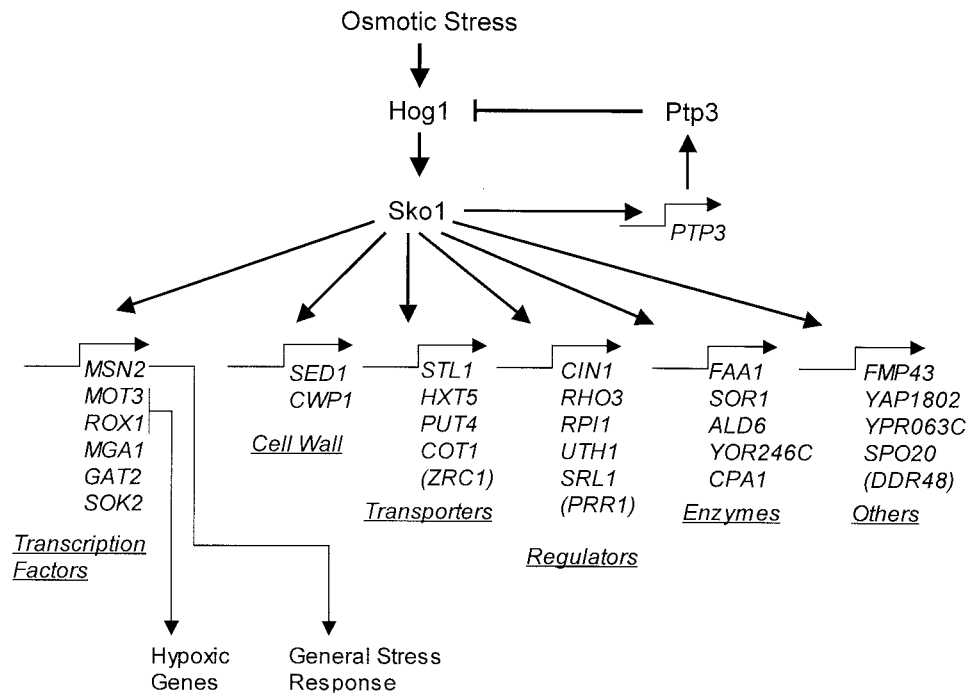 Osmotic Stress
Hog1
Ptp3
Sko1
PTP3
MSN2
MOT3
ROX1
MGA1
GAT2
SOK2
Transcription
Factors
SED1
CWP1
Cell Wall
STL1
HXT5
PUT4
COT1
(ZRC1)
Transporters
CIN1
RHO3
RPI1
UTH1
SRL1
(PRR1)
Regulators
FAA1
SOR1
ALD6
YOR246C
CPA1
Enzymes
FMP43
YAP1802
YPR063C
SPO20
(DDR48)
Others
Hypoxic
Genes
General Stress
Response